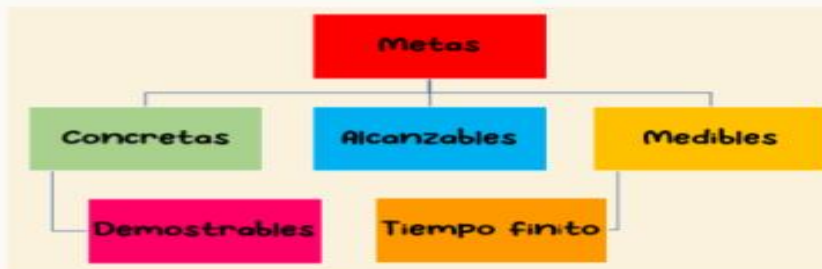 Metas
Concretas
Alcanzables
Medibles
Demostrables
Tiempo finito